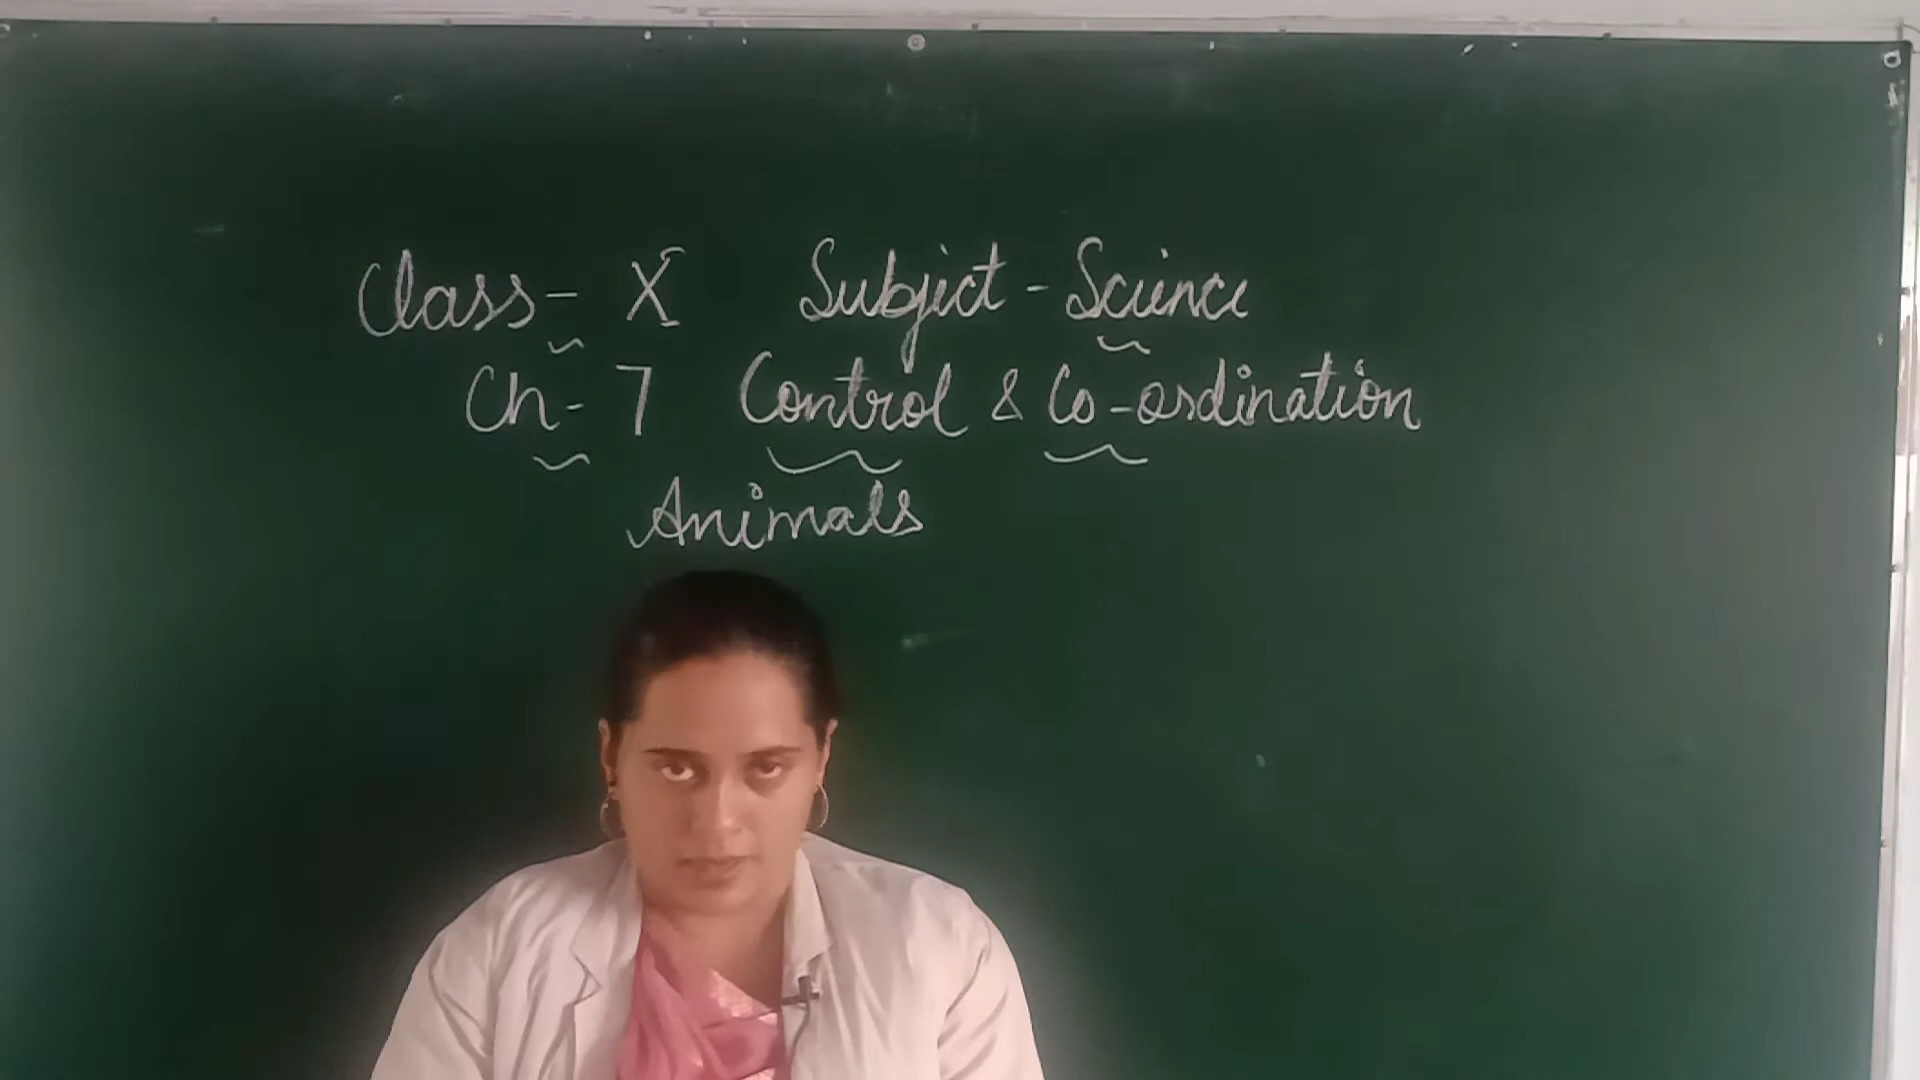 Class - X Subject - Science
Ch - 7 Control & Co-ordination
Animals